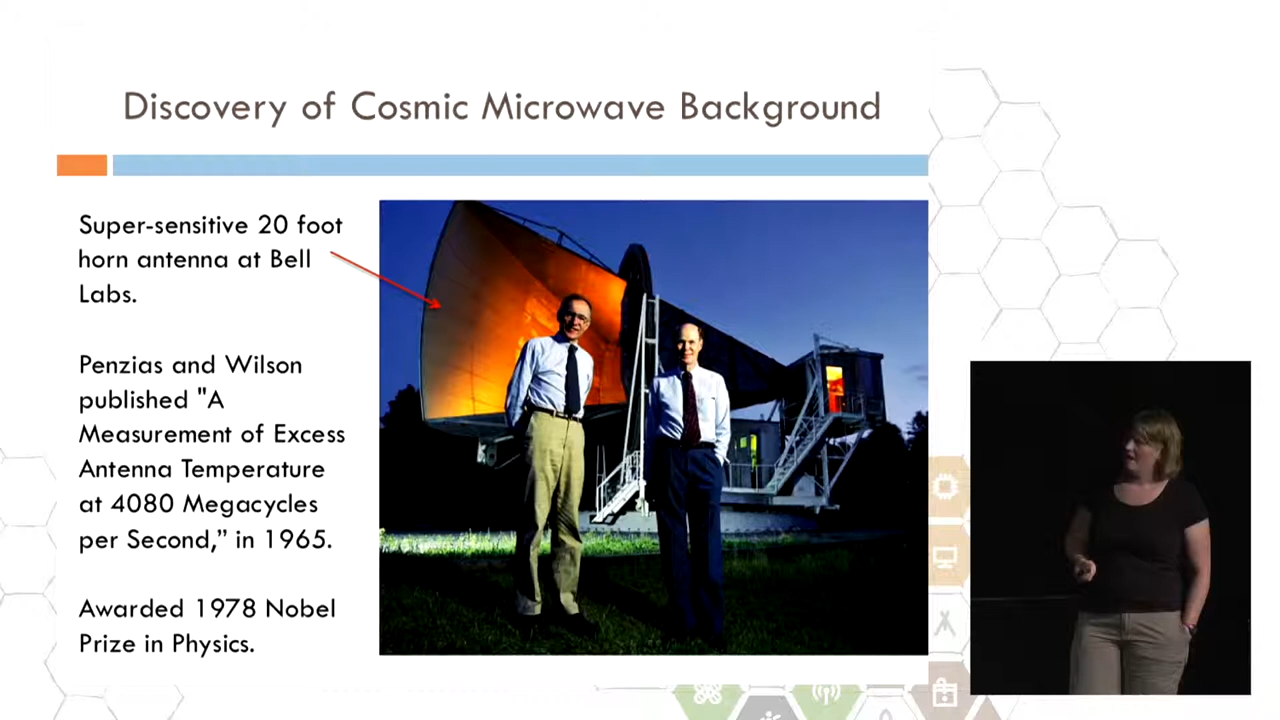 Discovery of Cosmic Microwave Background
Super-sensitive 20 foot
horn antenna at Bell
Labs.
Penzias and Wilson
published "A
Measurement of Excess
Antenna Temperature
at 4080 Megacycles
per Second,” in 1965.
Awarded 1978 Nobel
Prize in Physics.